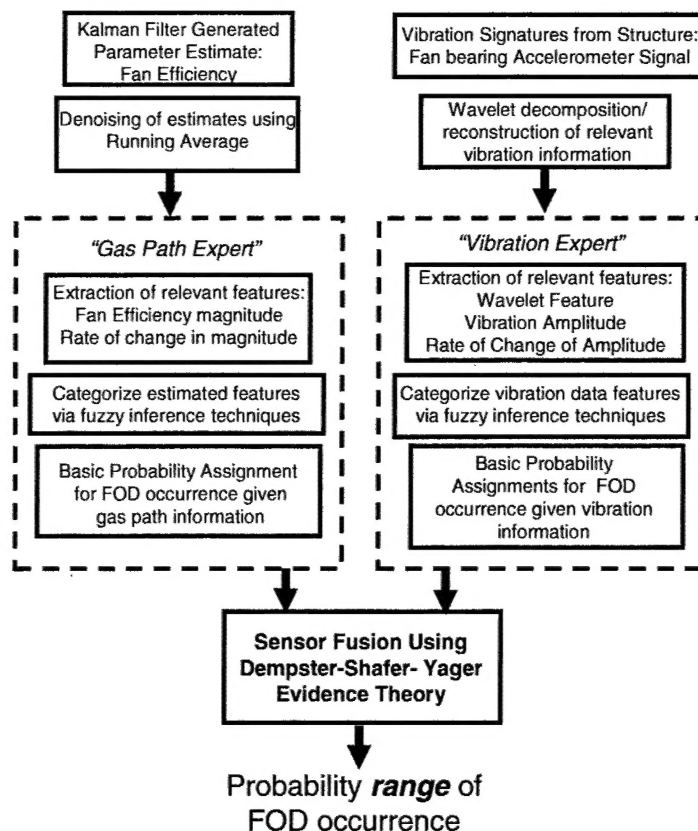 Kalman Filter Generated
Parameter Estimate:
Fan Efficiency
Denoising of estimates using
Running Average
"Gas Path Expert"
Extraction of relevant features:
Fan Efficiency magnitude
Rate of change in magnitude
Categorize estimated features
via fuzzy inference techniques
Basic Probability Assignment
for FOD occurrence given
gas path information
Vibration Signatures from Structure:
Fan bearing Accelerometer Signal
Wavelet decomposition/
reconstruction of relevant
vibration information
"Vibration Expert"
Extraction of relevant features:
Wavelet Feature
Vibration Amplitude
Rate of Change of Amplitude
Categorize vibration data features
via fuzzy inference techniques
Basic Probability
Assignments for FOD
occurrence given vibration
information
Sensor Fusion Using
Dempster-Shafer- Yager
Evidence Theory
Probability range of
FOD occurrence